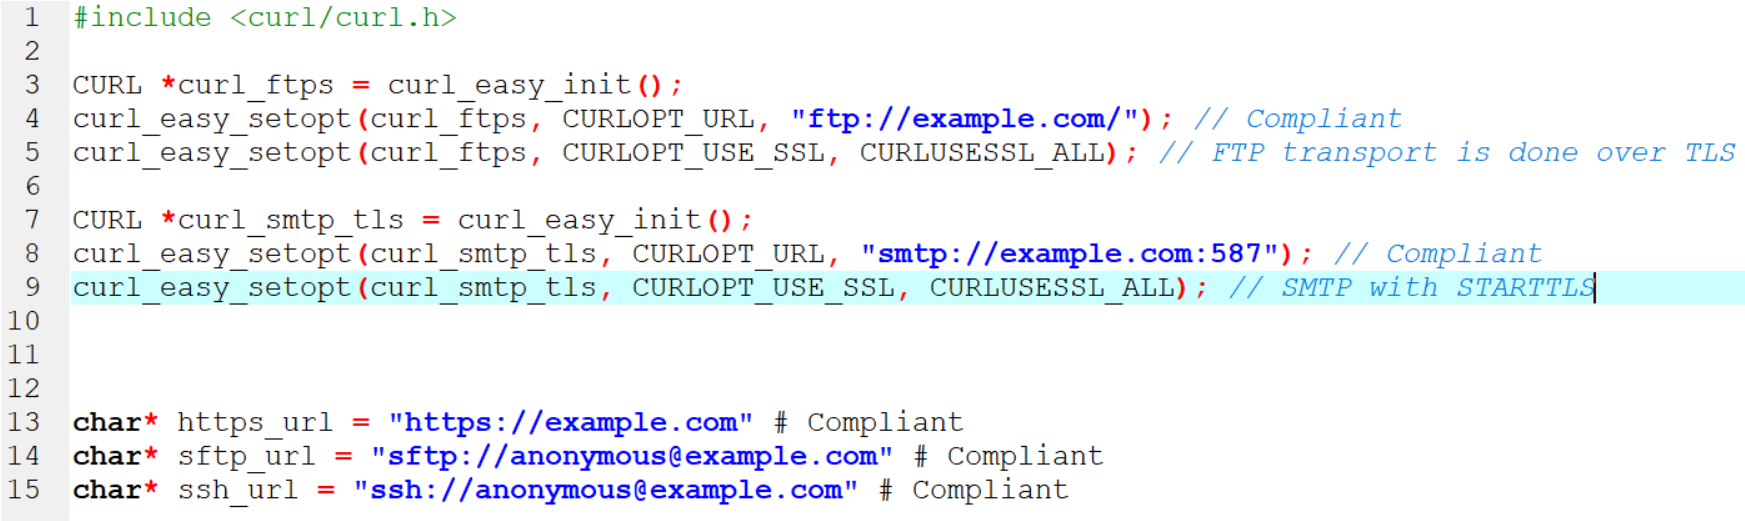 1 #include <curl/curl.h>
2
3 CURL *curl_ftps = curl_easy_init();
4 curl_easy_setopt(curl_ftps, CURLOPT_URL, "ftp://example.com/"); // Compliant
5 curl_easy_setopt(curl_ftps, CURLOPT_USE_SSL, CURLUSESSL_ALL); // FTP transport is done over TLS
6
7 CURL *curl_smtp_tls = curl_easy_init();
8 curl_easy_setopt(curl_smtp_tls, CURLOPT_URL, "smtp://example.com:587"); // Compliant
9 curl_easy_setopt(curl_smtp_tls, CURLOPT_USE_SSL, CURLUSESSL_ALL); // SMTP with STARTTLS
10
11
12
13 char* https_url = "https://example.com" # Compliant
14 char* sftp_url = "sftp://anonymous@example.com" # Compliant
15 char* ssh_url = "ssh://anonymous@example.com" # Compliant